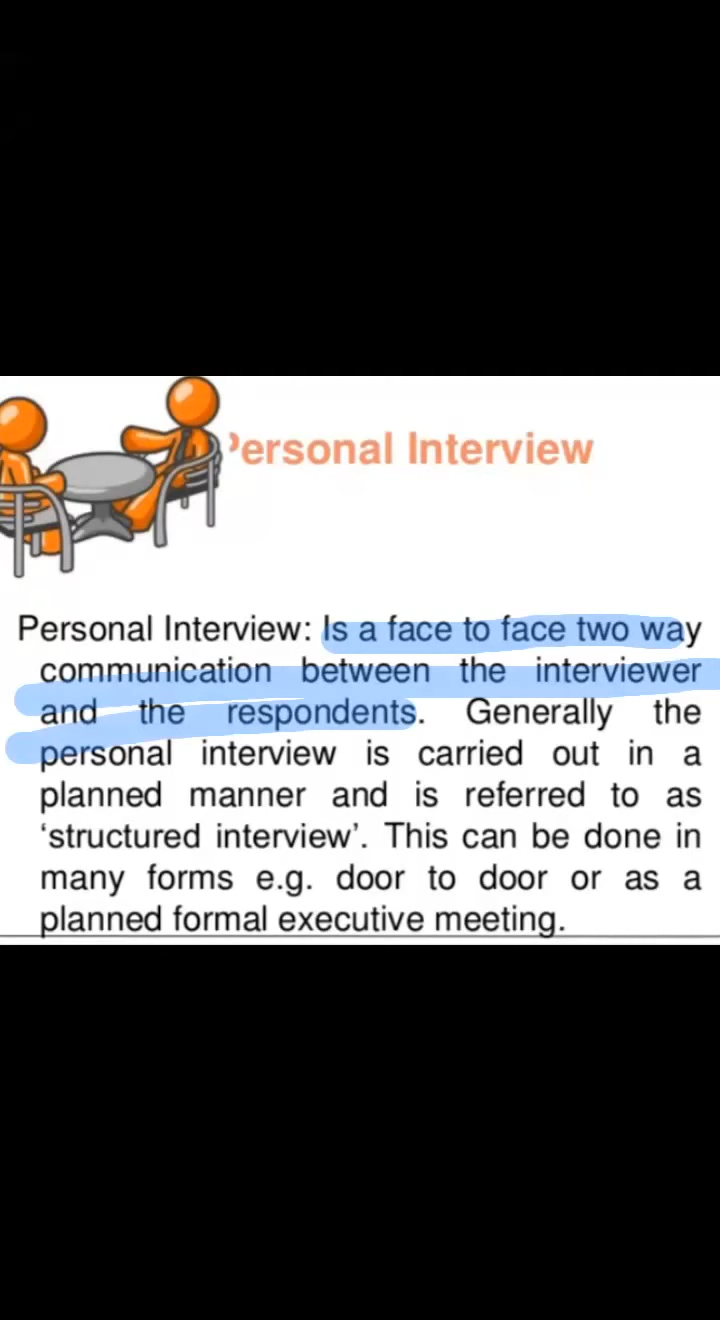 Personal Interview
Personal Interview: Is a face to face two way
communication between the interviewer
and the respondents. Generally the
personal interview is carried out in a
planned manner and is referred to as
‘structured interview’. This can be done in
many forms e.g. door to door or as a
planned formal executive meeting.